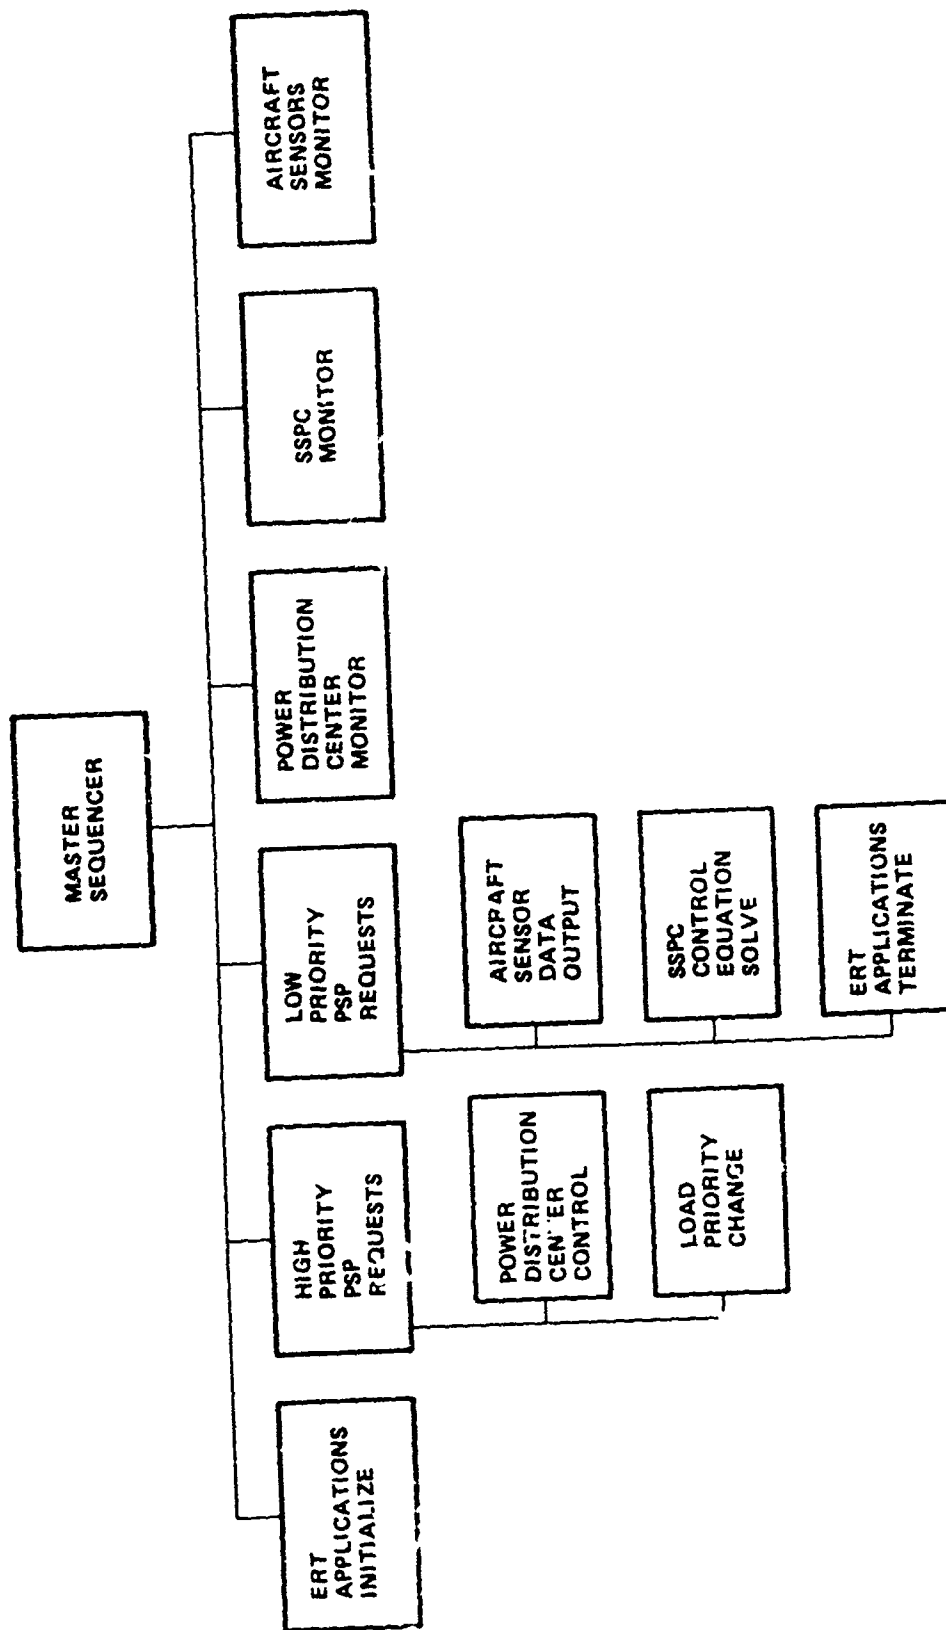 MASTER
SEQUENCER
ERT
APPLICATIONS
INITIALIZE
HIGH
PRIORITY
PSP
REQUESTS
LOW
PRIORITY
PSP
REQUESTS
POWER
DISTRIBUTION
CENTER
MONITOR
SSPC
MONITOR
AIRCRAFT
SENSORS
MONITOR
POWER
DISTRIBUTION
CENTER
CONTROL
LOAD
PRIORITY
CHANGE
AIRCRAFT
SENSOR
DATA
OUTPUT
SSPC
CONTROL
EQUATION
SOLVE
ERT
APPLICATIONS
TERMINATE